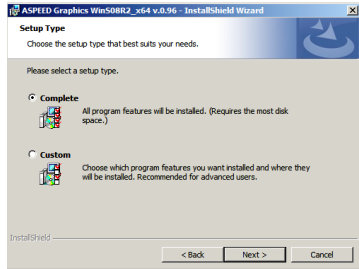 ASPEED Graphics WinS08R2_x64 v.0.96 - InstallShield Wizard
Setup Type
Choose the setup type that best suits your needs.
Please select a setup type.
Complete
All program features will be installed. (Requires the most disk
space.)
Custom
Choose which program features you want installed and where they
will be installed. Recommended for advanced users.
InstallShield
< Back
Next >
Cancel